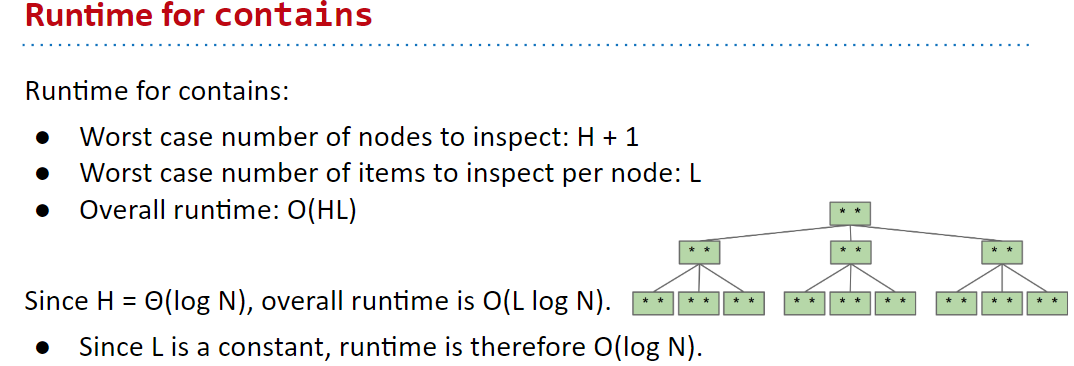 Runtime for contains
Runtime for contains:
● Worst case number of nodes to inspect: H + 1
● Worst case number of items to inspect per node: L
● Overall runtime: O(HL)
* *
* * * * * *
Since H = Θ(log N), overall runtime is O(L log N).
* * * * * * * * * * * * * * * * * *
● Since L is a constant, runtime is therefore O(log N).